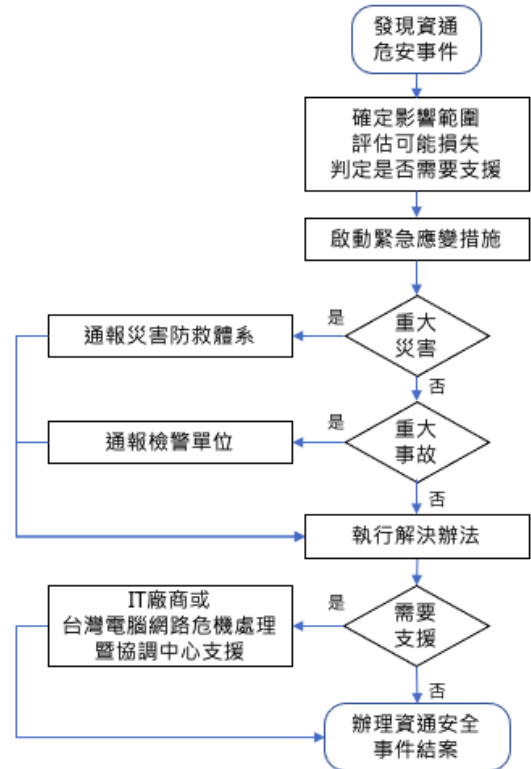 發現資通
危安事件
確定影響範圍
評估可能損失
判定是否需要支援
啟動緊急應變措施
重大
災害
是
通報災害防救體系
否
重大
事故
是
通報檢警單位
否
執行解決辦法
需要
支援
是
IT廠商或
台灣電腦網路危機處理
暨協調中心支援
否
辦理資通安全
事件結案